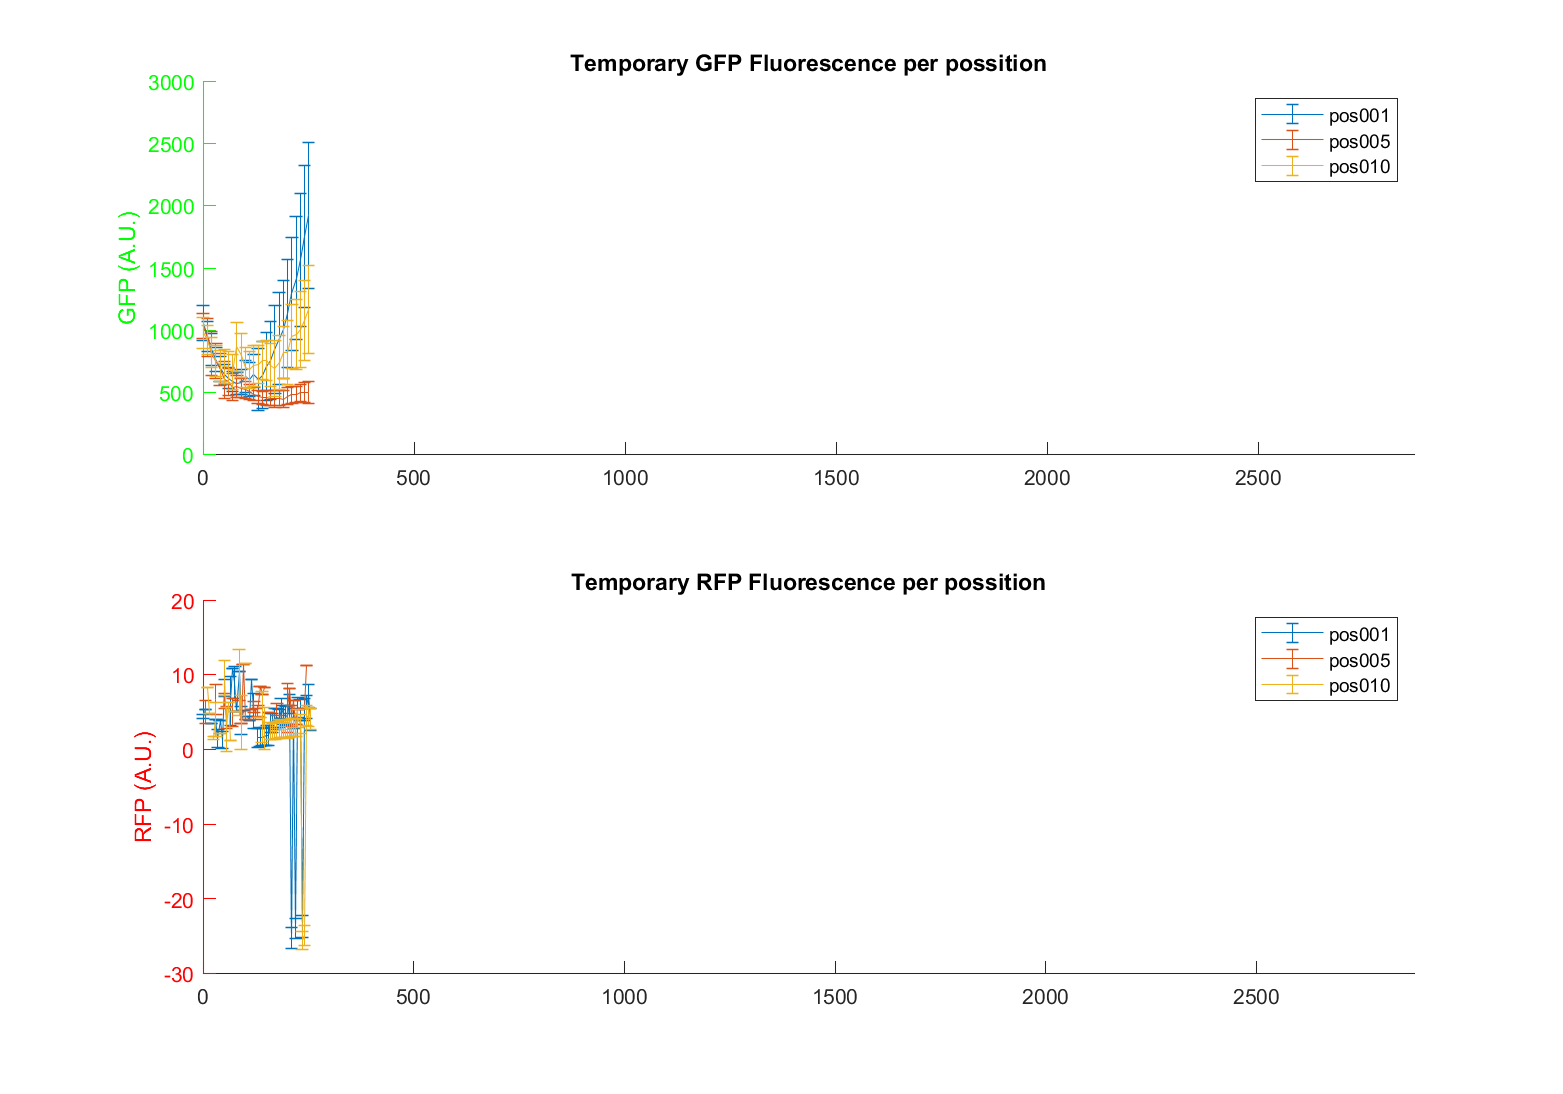 Temporary GFP Fluorescence per possition
3000
2500
2000
1500
1000
500
0
GFP (A.U.)
0 500 1000 1500 2000 2500
pos001
pos005
pos010
Temporary RFP Fluorescence per possition
20
10
0
-10
-20
-30
RFP (A.U.)
0 500 1000 1500 2000 2500
pos001
pos005
pos010